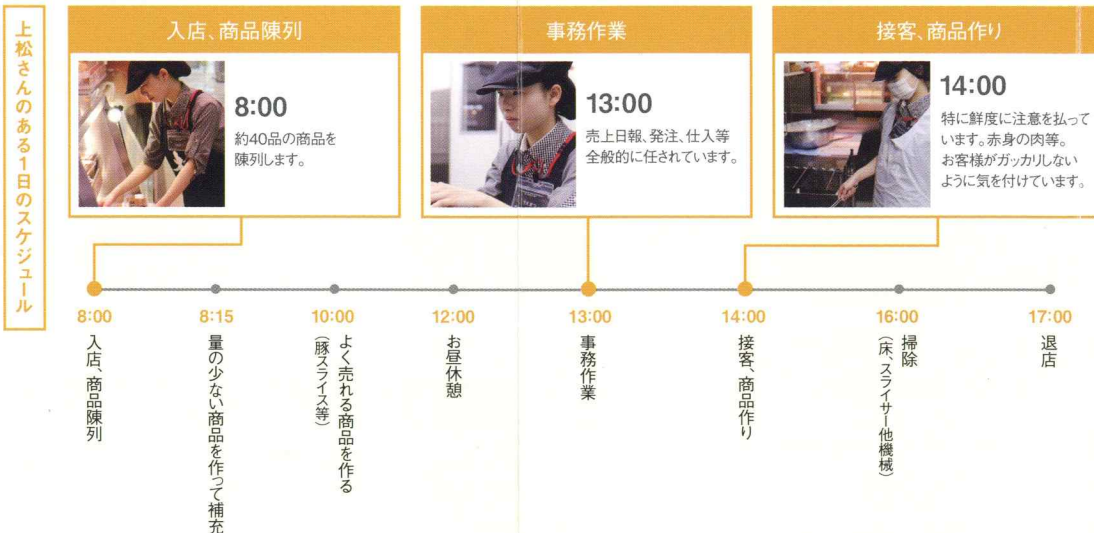 上松さんのある1日のスケジュール
入店、商品陳列
8:00
約40品の商品を
陳列します。
事務作業
13:00
売上日報、発注、仕入等
全般的に任されています。
接客、商品作り
14:00
特に鮮度に注意を払って
います。赤身の肉等。
お客様がガッカリしない
ように気を付けています。
8:00
入店、商品陳列
8:15
量の少ない商品を作って補充
10:00
よく売れる商品を作る
(豚スライス等)
12:00
お昼休憩
13:00
事務作業
14:00
接客、商品作り
16:00
掃除
(床、スライサー他機械)
17:00
退店